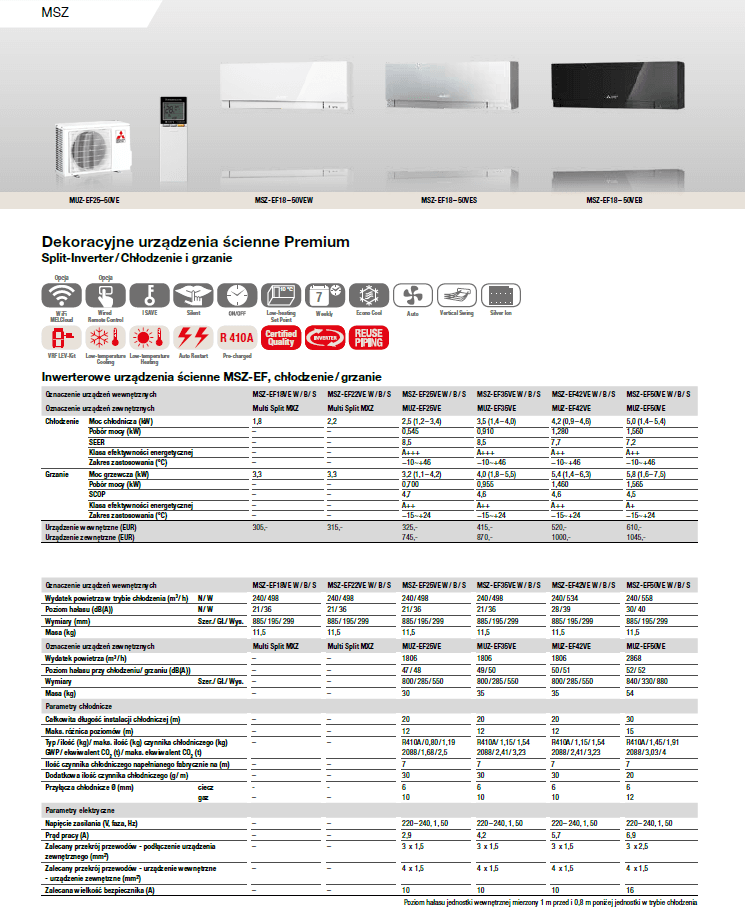 MSZ
MUZ-EF25–50VE
MSZ-EF18–50VEW
MSZ-EF18–50VES
MSZ-EF18–50VEB
Dekoracyjne urządzenia ścienne Premium
Split-Inverter/Chłodzenie i grzanie
Opcja Opcja
WiFi MELCloud
Wired Remote Control
I SAVE
Silent
ON/OFF
Low-heating Set Point
7
Weekly
Econo Cool
Auto
Vertical Swing
Silver Ion
VRF LEV-Kit
Low-temperature Cooling
Low-temperature Heating
Auto Restart
R 410A
Pre-charged
Certified Quality
INVERTER
REUSE PIPING
Inwerterowe urządzenia ścienne MSZ-EF, chłodzenie/grzanie
Oznaczenie urządzeń wewnętrznych MSZ-EF18VE W/B/S MSZ-EF22VE W/B/S MSZ-EF25VE W/B/S MSZ-EF35VE W/B/S MSZ-EF42VE W/B/S MSZ-EF50VE W/B/S
Oznaczenie urządzeń zewnętrznych Multi Split MXZ Multi Split MXZ MUZ-EF25VE MUZ-EF35VE MUZ-EF42VE MUZ-EF50VE
Chłodzenie Moc chłodnicza (kW) 1,8 2,2 2,5 (1,2–3,4) 3,5 (1,4–4,0) 4,2 (0,9–4,6) 5,0 (1,4–5,4)
Pobór mocy (kW) – – 0,545 0,910 1,280 1,560
SEER – – 8,5 8,5 7,7 7,2
Klasa efektywności energetycznej – – A+++ A+++ A++ A++
Zakres zastosowania (°C) – – –10~+46 –10~+46 –10~+46 –10~+46
Grzanie Moc grzewcza (kW) 3,3 3,3 3,2 (1,1–4,2) 4,0 (1,8–5,5) 5,4 (1,4–6,3) 5,8 (1,6–7,5)
Pobór mocy (kW) – – 0,700 0,955 1,460 1,565
SCOP – – 4,7 4,6 4,6 4,5
Klasa efektywności energetycznej – – A++ A++ A++ A+
Zakres zastosowania (°C) – – –15~+24 –15~+24 –15~+24 –15~+24
Urządzenie wewnętrzne (EUR) 305,- 315,- 325,- 415,- 520,- 610,-
Urządzenie zewnętrzne (EUR) 745,- 870,- 1000,- 1045,-
Oznaczenie urządzeń wewnętrznych MSZ-EF18VE W/B/S MSZ-EF22VE W/B/S MSZ-EF25VE W/B/S MSZ-EF35VE W/B/S MSZ-EF42VE W/B/S MSZ-EF50VE W/B/S
Wydatek powietrza w trybie chłodzenia (m³/h) N/W 240/498 240/498 240/498 240/498 240/534 240/558
Poziom hałasu (dB(A)) N/W 21/36 21/36 21/36 21/36 28/39 30/40
Wymiary (mm) Szer./Gł./Wys. 885/195/299 885/195/299 885/195/299 885/195/299 885/195/299 885/195/299
Masa (kg) 11,5 11,5 11,5 11,5 11,5 11,5
Oznaczenie urządzeń zewnętrznych Multi Split MXZ Multi Split MXZ MUZ-EF25VE MUZ-EF35VE MUZ-EF42VE MUZ-EF50VE
Wydatek powietrza (m³/h) – – 1806 1806 1806 2868
Poziom hałasu przy chłodzeniu/grzaniu (dB(A)) – – 47/48 49/50 50/51 52/52
Wymiary Szer./Gł./Wys. – – 800/285/550 800/285/550 800/285/550 840/330/880
Masa (kg) – – 30 35 35 54
Parametry chłodnicze
Całkowita długość instalacji chłodniczej (m) – – 20 20 20 30
Maks. różnica poziomów (m) – – 12 12 12 15
Typ/ilość (kg)/maks. ilość (kg) czynnika chłodniczego (kg) – – R410A/0,80/1,19 R410A/1,15/1,54 R410A/1,15/1,54 R410A/1,45/1,91
GWP/ekwiwalent CO₂ (t)/maks. ekwiwalent CO₂ (t) 2088/1,68/2,5 2088/2,41/3,23 2088/2,41/3,23 2088/3,03/4
Ilość czynnika chłodniczego napełnianego fabrycznie na (m) – – 7 7 7 7
Dodatkowa ilość czynnika chłodniczego (g/m) – – 30 30 30 20
Przyłącza chłodnicze Ø (mm) ciecz - - 6 6 6 6
gaz - – 10 10 10 12
Parametry elektryczne
Napięcie zasilania (V, faza, Hz) – – 220–240, 1, 50 220–240, 1, 50 220–240, 1, 50 220–240, 1, 50
Prąd pracy (A) – – 2,9 4,2 5,7 6,9
Zalecany przekrój przewodów - podłączenie urządzenia – – 3 x 1,5 3 x 1,5 3 x 1,5 3 x 2,5
zewnętrznego (mm²)
Zalecany przekrój przewodów - urządzenie wewnętrzne – – 4 x 1,5 4 x 1,5 4 x 1,5 4 x 1,5
- urządzenie zewnętrzne (mm²)
Zalecana wielkość bezpiecznika (A) – – 10 10 10 16
Poziom hałasu jednostki wewnętrznej mierzony 1 m przed i 0,8 m poniżej jednostki w trybie chłodzenia